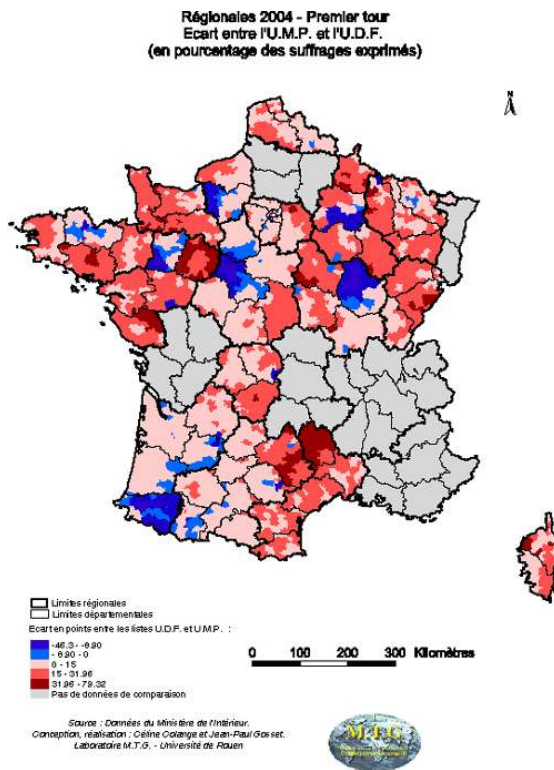 Régionales 2004 - Premier tour
Ecart entre l'U.M.P. et l'U.D.F.
(en pourcentage des suffrages exprimés)
N
Limites régionales
Limites départementales
Ecart en points entre les listes U.D.F. et U.M.P. :
-46.3 - -8.90
- 8.90 - 0
0 - 15
15 - 31.96
31.96 - 79.32
Pas de données de comparaison
0 100 200 300 Kilomètres
Source : Données du Ministère de l'Intérieur.
Conception, réalisation : Céline Colange et Jean-Paul Gosset.
Laboratoire M.T.G. - Université de Rouen
M.T.G.